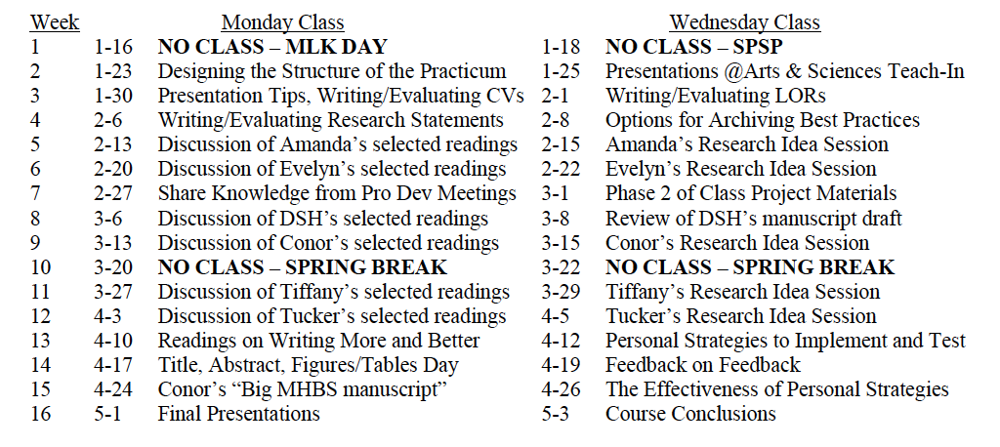 Week Monday Class Wednesday Class
1 1-16 NO CLASS – MLK DAY 1-18 NO CLASS – SPSP
2 1-23 Designing the Structure of the Practicum 1-25 Presentations @Arts & Sciences Teach-In
3 1-30 Presentation Tips, Writing/Evaluating CVs 2-1 Writing/Evaluating LORs
4 2-6 Writing/Evaluating Research Statements 2-8 Options for Archiving Best Practices
5 2-13 Discussion of Amanda’s selected readings 2-15 Amanda’s Research Idea Session
6 2-20 Discussion of Evelyn’s selected readings 2-22 Evelyn’s Research Idea Session
7 2-27 Share Knowledge from Pro Dev Meetings 3-1 Phase 2 of Class Project Materials
8 3-6 Discussion of DSH’s selected readings 3-8 Review of DSH’s manuscript draft
9 3-13 Discussion of Conor’s selected readings 3-15 Conor’s Research Idea Session
10 3-20 NO CLASS – SPRING BREAK 3-22 NO CLASS – SPRING BREAK
11 3-27 Discussion of Tiffany’s selected readings 3-29 Tiffany’s Research Idea Session
12 4-3 Discussion of Tucker’s selected readings 4-5 Tucker’s Research Idea Session
13 4-10 Readings on Writing More and Better 4-12 Personal Strategies to Implement and Test
14 4-17 Title, Abstract, Figures/Tables Day 4-19 Feedback on Feedback
15 4-24 Conor’s “Big MHBS manuscript” 4-26 The Effectiveness of Personal Strategies
16 5-1 Final Presentations 5-3 Course Conclusions